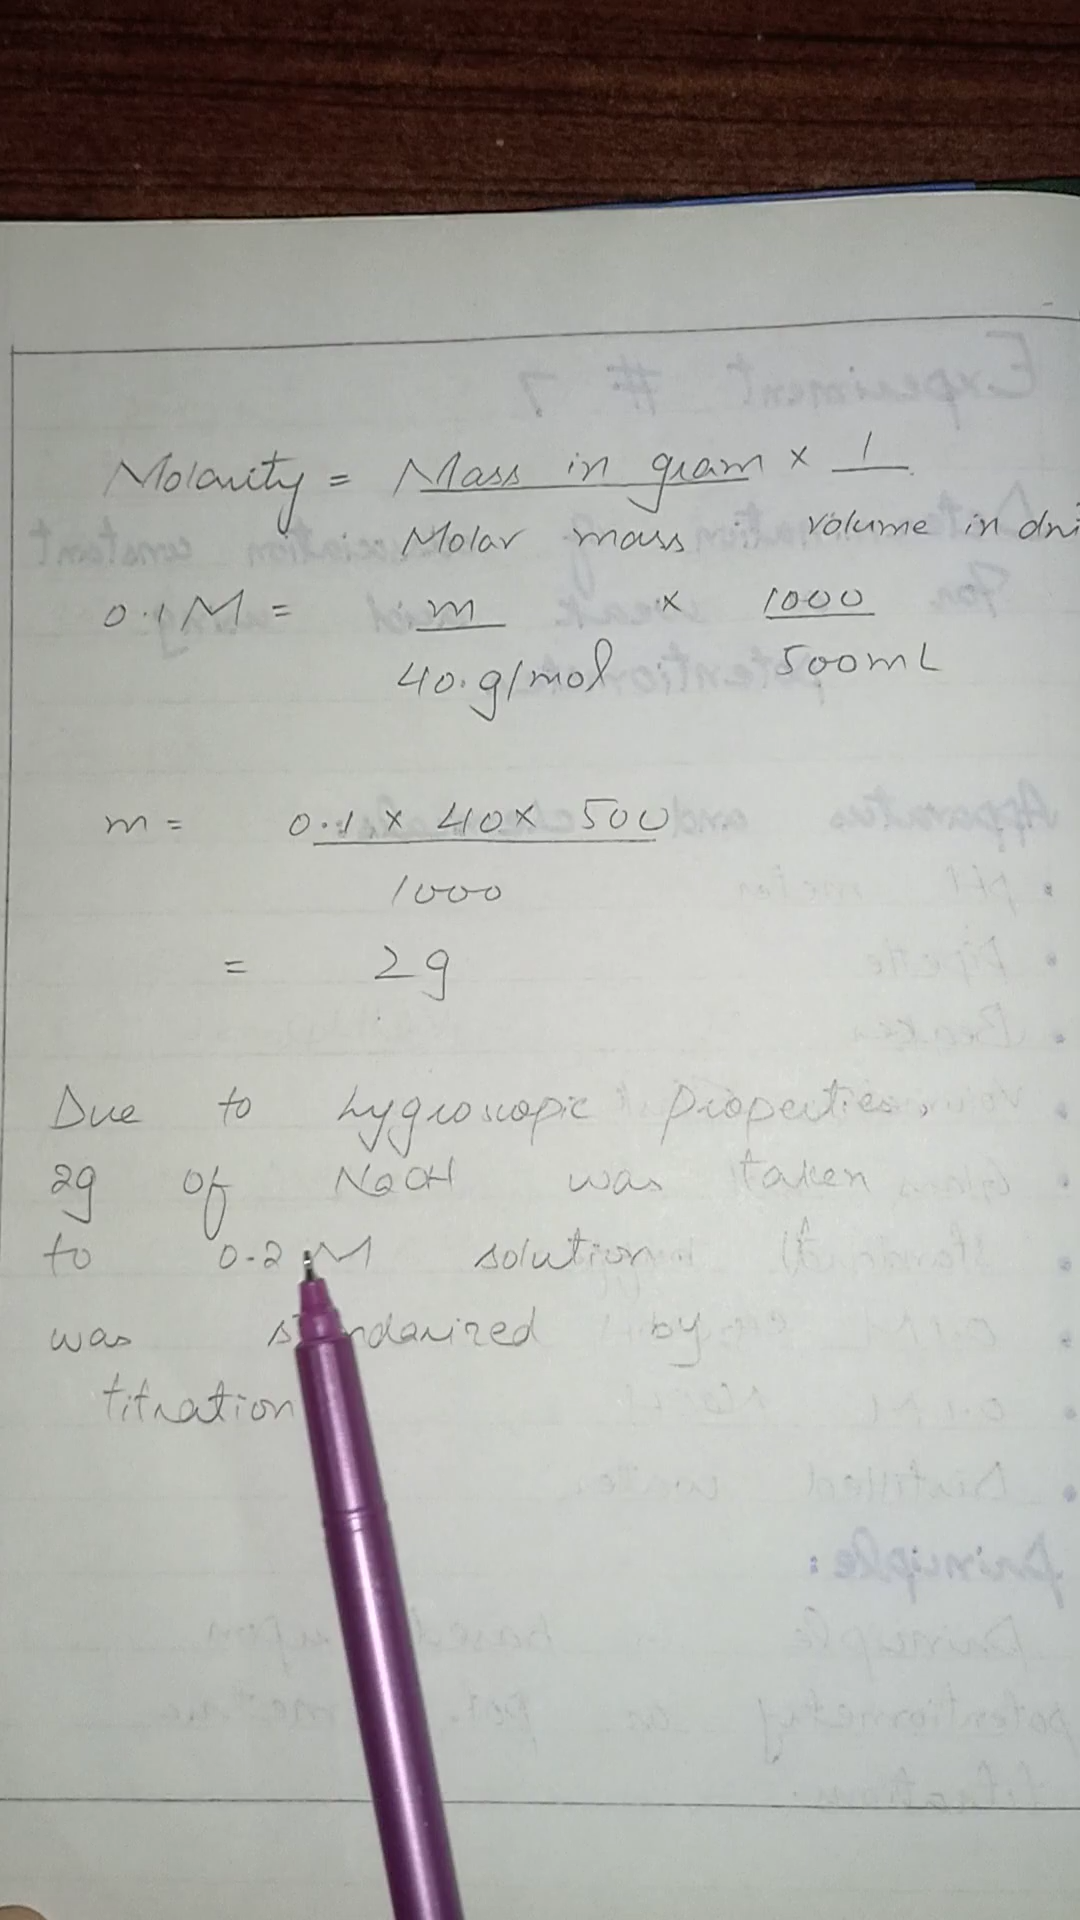 Molarity = Mass in gram × 1
Molar mass volume in
0.1M = m × 1000
40.g/mol 500mL
m = 0.1 × 40 × 500
1000
= 2g
Due to hygroscopic properties.
2g of NaOH was taken
to 0.2 M solution
was standarized by
titration